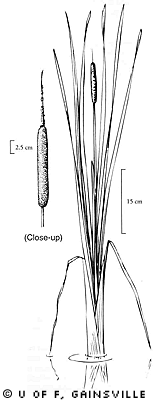 2.5 cm
(Close-up)
15 cm
© U OF F, GAINSVILLE